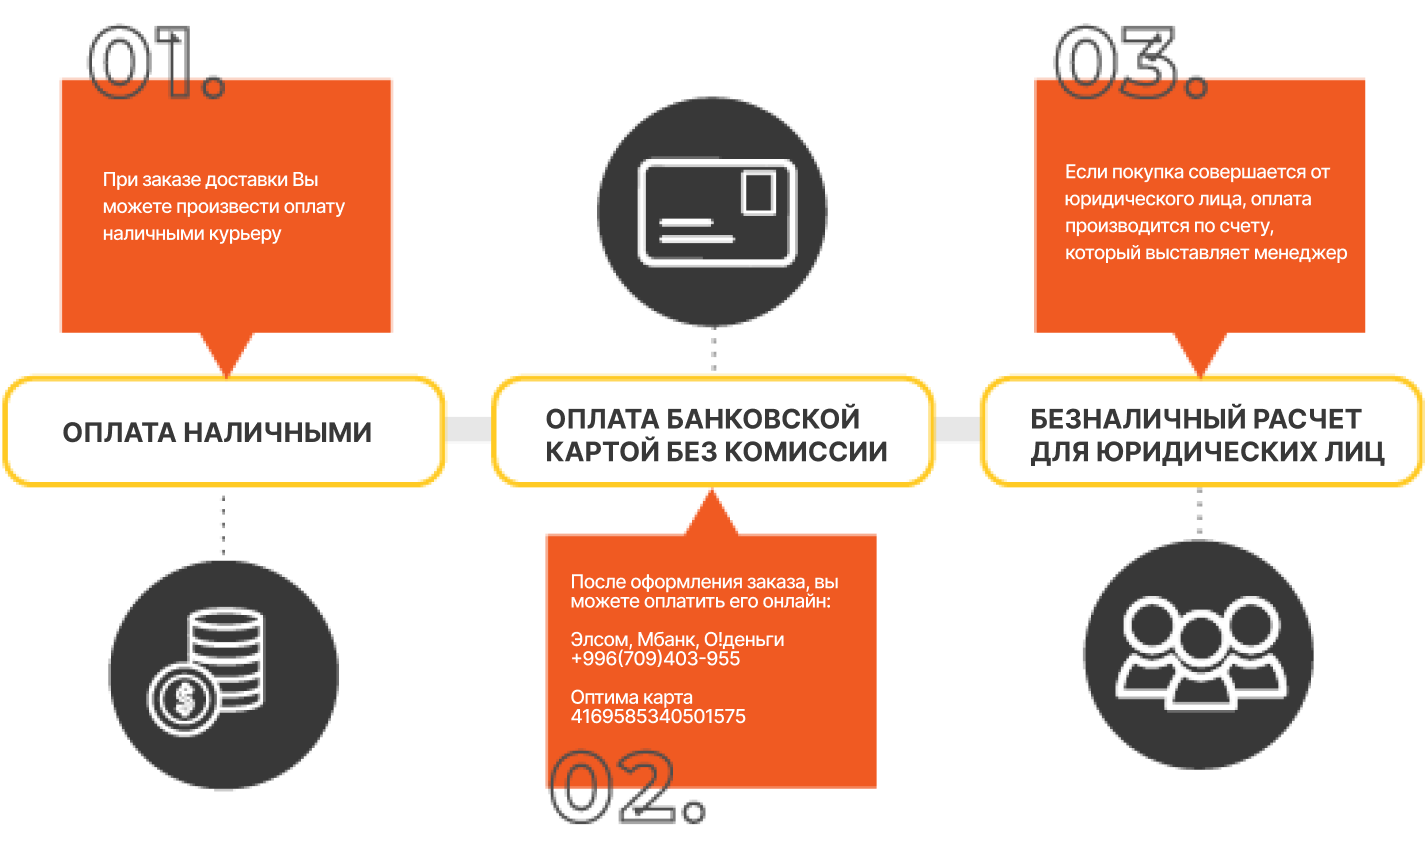 01.
При заказе доставки Вы
можете произвести оплату
наличными курьеру
ОПЛАТА НАЛИЧНЫМИ
ОПЛАТА БАНКОВСКОЙ
КАРТОЙ БЕЗ КОМИССИИ
После оформления заказа, вы
можете оплатить его онлайн:
Элсом, Мбанк, О!деньги
+996(709)403-955
Оптима карта
4169585340501575
02.
03.
Если покупка совершается от
юридического лица, оплата
производится по счету,
который выставляет менеджер
БЕЗНАЛИЧНЫЙ РАСЧЕТ
ДЛЯ ЮРИДИЧЕСКИХ ЛИЦ